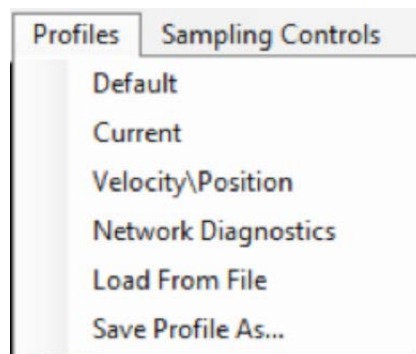 Profiles Sampling Controls
Default
Current
Velocity\Position
Network Diagnostics
Load From File
Save Profile As...